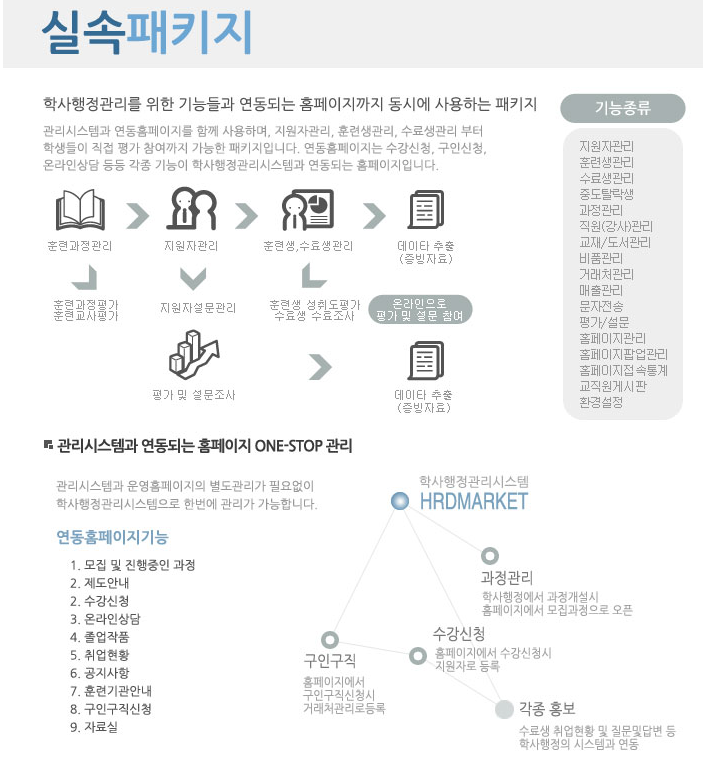 실속패키지
학사행정관리를 위한 기능들과 연동되는 홈페이지까지 동시에 사용하는 패키지
관리시스템과 연동홈페이지를 함께 사용하며, 지원자관리, 훈련생관리, 수료생관리 부터
학생들이 직접 평가 참여까지 가능한 패키지입니다. 연동홈페이지는 수강신청, 구인신청,
온라인상담 등등 각종 기능이 학사행정관리시스템과 연동되는 홈페이지입니다.
훈련과정관리
지원자관리
훈련생,수료생관리
데이타 추출
(증빙자료)
훈련과정평가
훈련교사평가
지원자설문관리
훈련생 성취도평가
수료생 수료조사
온라인으로
평가 및 설문 참여
평가 및 설문조사
데이타 추출
(증빙자료)
기능종류
지원자관리
훈련생관리
수료생관리
중도탈락생
과정관리
직원(강사)관리
교재/도서관리
비품관리
거래처관리
매출관리
문자전송
평가/설문
홈페이지관리
홈페이지팝업관리
홈페이지접속통계
교직원게시판
환경설정
관리시스템과 연동되는 홈페이지 ONE-STOP 관리
관리시스템과 운영홈페이지의 별도관리가 필요없이
학사행정관리시스템으로 한번에 관리가 가능합니다.
연동홈페이지기능
1. 모집 및 진행중인 과정
2. 제도안내
2. 수강신청
3. 온라인상담
4. 졸업작품
5. 취업현황
6. 공지사항
7. 훈련기관안내
8. 구인구직신청
9. 자료실
학사행정관리시스템
HRDMARKET
과정관리
학사행정에서 과정개설시
홈페이지에서 모집과정으로 오픈
수강신청
홈페이지에서 수강신청시
지원자로 등록
구인구직
홈페이지에서
구인구직신청시
거래처관리로등록
각종 홍보
수료생 취업현황 및 질문및답변 등
학사행정의 시스템과 연동